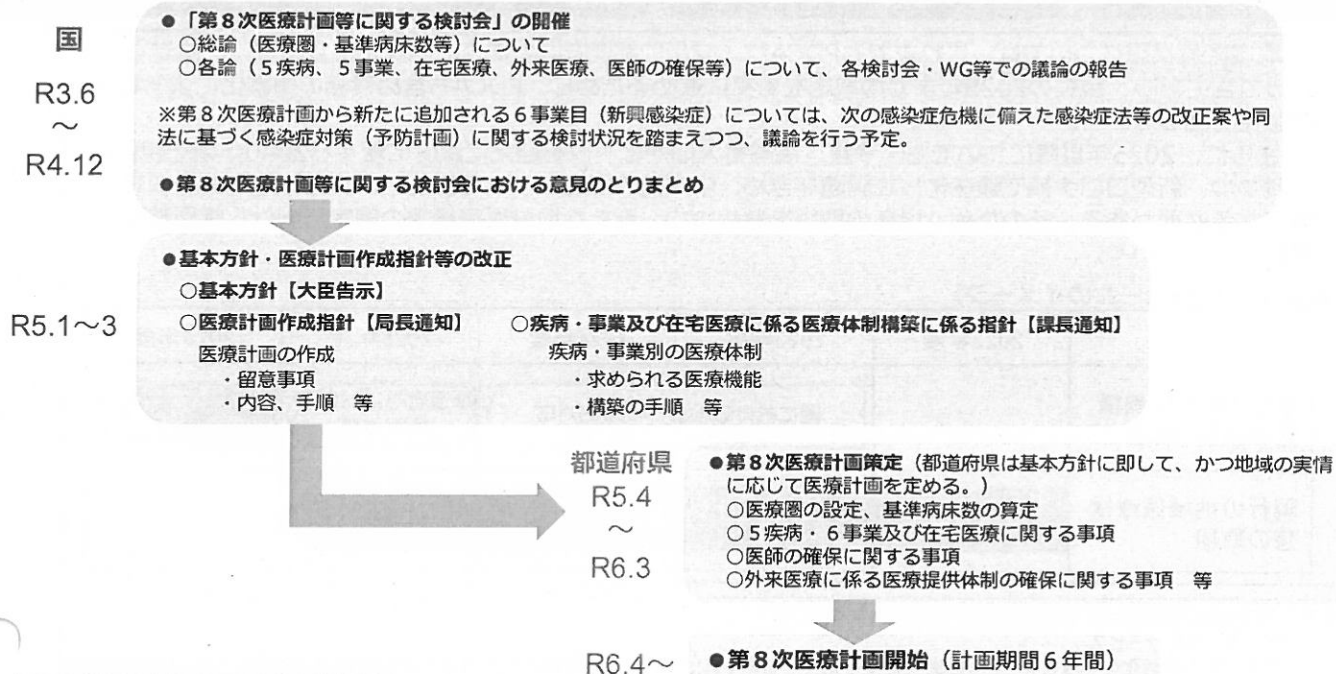 国
R3.6
~
R4.12
●「第8次医療計画等に関する検討会」の開催
○総論（医療圏・基準病床数等）について
○各論（5疾病、5事業、在宅医療、外来医療、医師の確保等）について、各検討会・WG等での議論の報告
※第8次医療計画から新たに追加される6事業目（新興感染症）については、次の感染症危機に備えた感染症法等の改正案や同
法に基づく感染症対策（予防計画）に関する検討状況を踏まえつつ、議論を行う予定。
●第8次医療計画等に関する検討会における意見のとりまとめ
R5.1～3
●基本方針・医療計画作成指針等の改正
○基本方針【大臣告示】
○医療計画作成指針【局長通知】
医療計画の作成
・留意事項
・内容、手順　等
○疾病・事業及び在宅医療に係る医療体制構築に係る指針【課長通知】
疾病・事業別の医療体制
・求められる医療機能
・構築の手順　等
都道府県
R5.4
～
R6.3
●第8次医療計画策定（都道府県は基本方針に即して、かつ地域の実情
に応じて医療計画を定める。）
○医療圏の設定、基準病床数の算定
○5疾病・6事業及び在宅医療に関する事項
○医師の確保に関する事項
○外来医療に係る医療提供体制の確保に関する事項　等
R6.4～
●第8次医療計画開始（計画期間6年間）